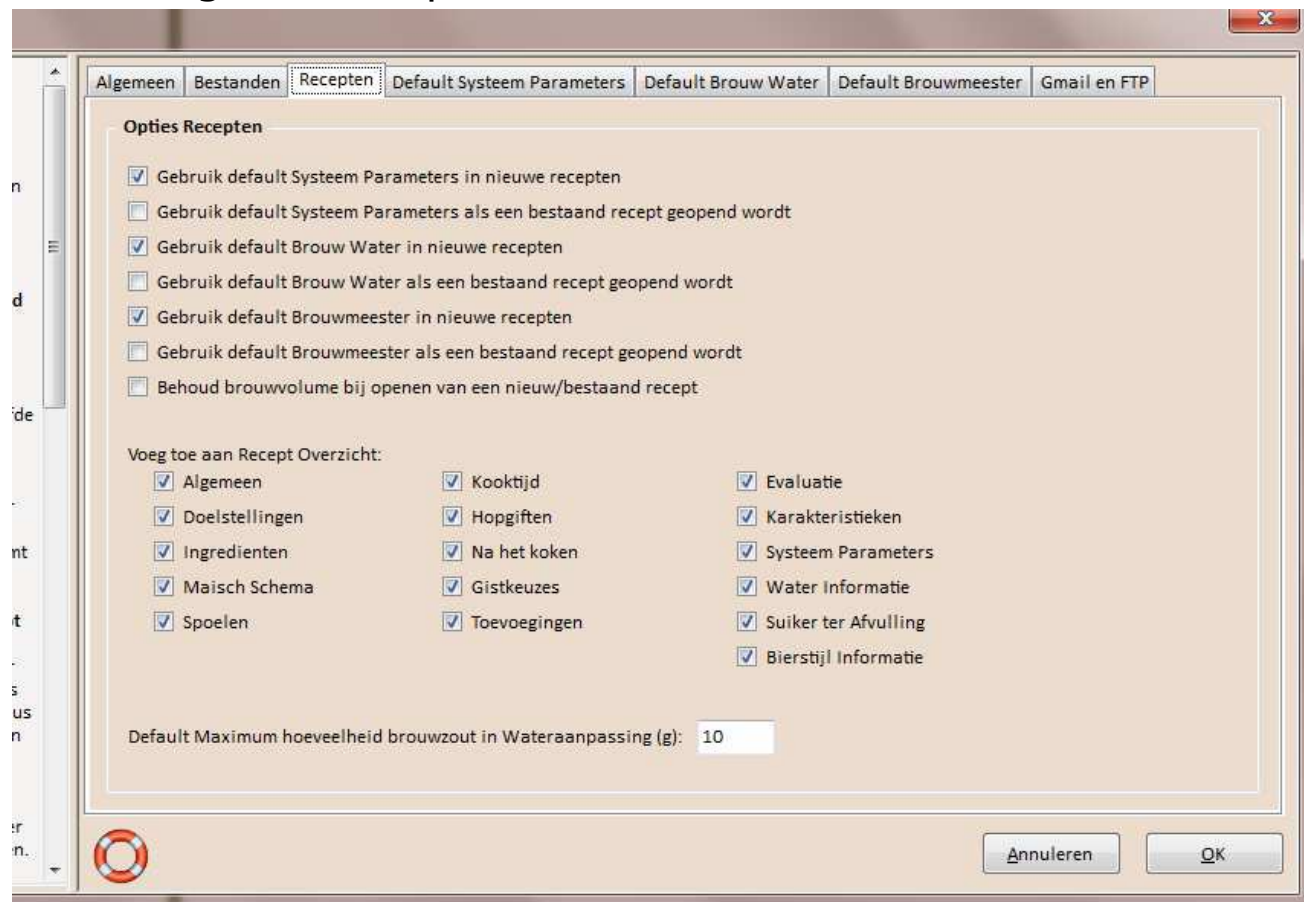 Algemeen Bestanden Recepten Default Systeem Parameters Default Brouw Water Default Brouwmeester Gmail en FTP
Opties Recepten
Gebruik default Systeem Parameters in nieuwe recepten
Gebruik default Systeem Parameters als een bestaand recept geopend wordt
Gebruik default Brouw Water in nieuwe recepten
Gebruik default Brouw Water als een bestaand recept geopend wordt
Gebruik default Brouwmeester in nieuwe recepten
Gebruik default Brouwmeester als een bestaand recept geopend wordt
Behoud brouwvolume bij openen van een nieuw/bestaand recept
Voeg toe aan Recept Overzicht:
Algemeen Kooktijd Evaluatie
Doelstellingen Hopgiften Karakteristieken
Ingredienten Na het koken Systeem Parameters
Maisch Schema Gistkeuzes Water Informatie
Spoelen Toevoegingen Suiker ter Afvulling
Bierstijl Informatie
Default Maximum hoeveelheid brouwzout in Wateraanpassing (g): 10
Annuleren OK